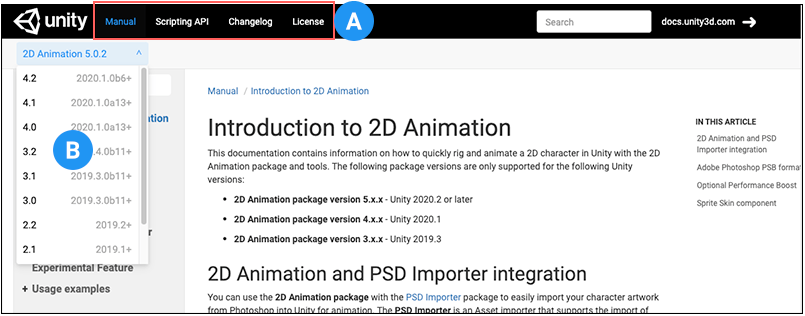 unity Manual Scripting API Changelog License A Search docs.unity3d.com
2D Animation 5.0.2
4.2 2020.1.0b6+
4.1 2020.1.0a13+
4.0 2020.1.0a13+
3.2 B .4.0b11+
3.1 2019.3.0b11+
3.0 2019.3.0b11+
2.2 2019.2+
2.1 2019.1+
ation
r
Experimental Feature
+ Usage examples
Manual / Introduction to 2D Animation
Introduction to 2D Animation
This documentation contains information on how to quickly rig and animate a 2D character in Unity with the 2D
Animation package and tools. The following package versions are only supported for the following Unity
versions:
• 2D Animation package version 5.x.x - Unity 2020.2 or later
• 2D Animation package version 4.x.x - Unity 2020.1
• 2D Animation package version 3.x.x - Unity 2019.3
2D Animation and PSD Importer integration
You can use the 2D Animation package with the PSD Importer package to easily import your character artwork
from Photoshop into Unity for animation. The PSD Importer is an Asset importer that supports the import of
IN THIS ARTICLE
2D Animation and PSD
Importer integration
Adobe Photoshop PSB format
Optional Performance Boost
Sprite Skin component